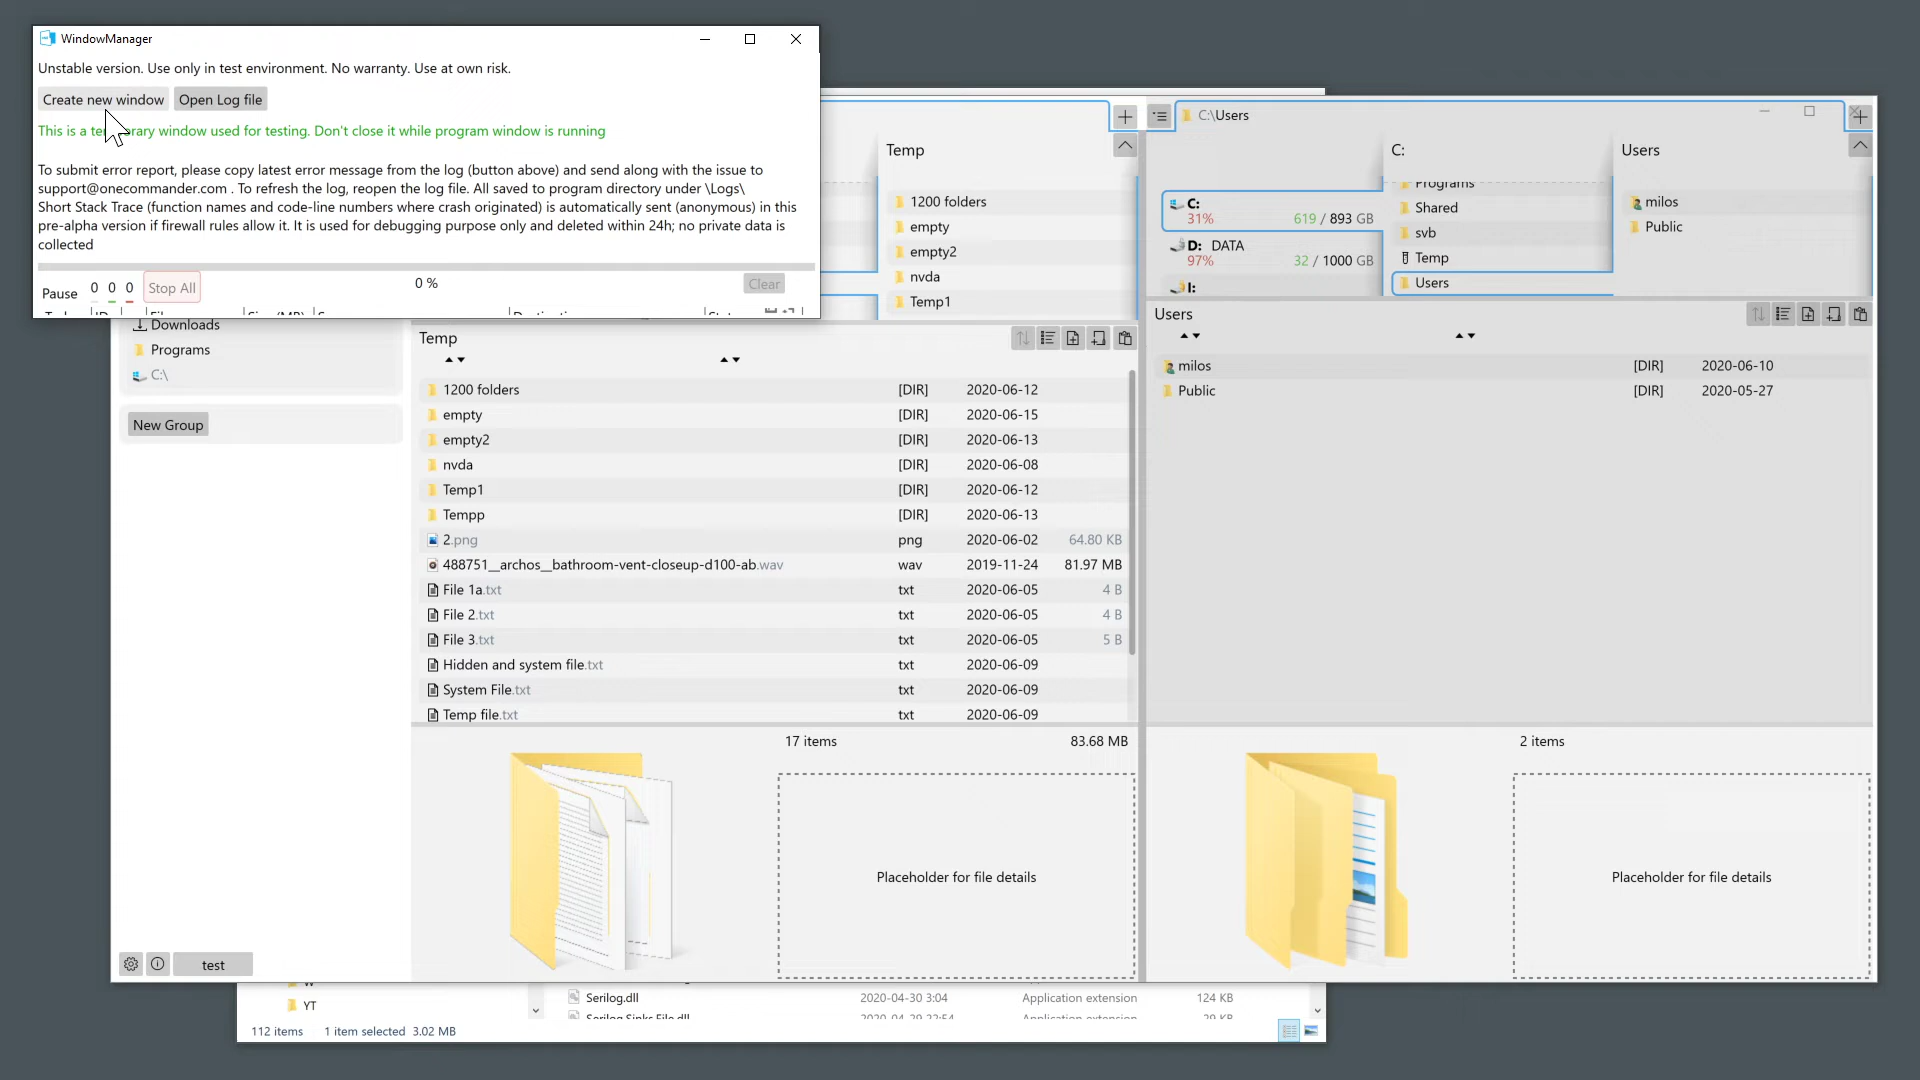 WindowManager
Unstable version. Use only in test environment. No warranty. Use at own risk.
Create new window
Open Log file
This is a temporary window used for testing. Don't close it while program window is running
To submit error report, please copy latest error message from the log (button above) and send along with the issue to
support@onecommander.com . To refresh the log, reopen the log file. All saved to program directory under \Logs\
Short Stack Trace (function names and code-line numbers where crash originated) is automatically sent (anonymous) in this
pre-alpha version if firewall rules allow it. It is used for debugging purpose only and deleted within 24h; no private data is
collected
Pause 0 0 0 Stop All 0 % Clear
Downloads
Programs
C:\
New Group
test
Temp
1200 folders
empty
empty2
nvda
Temp1
C:\Users
C:
31% 619 / 893 GB
D: DATA
97% 32 / 1000 GB
I:
C:
Programs
Shared
svb
Temp
Users
Users
milos
Public
Temp
1200 folders [DIR] 2020-06-12
empty [DIR] 2020-06-15
empty2 [DIR] 2020-06-13
nvda [DIR] 2020-06-08
Temp1 [DIR] 2020-06-12
Tempp [DIR] 2020-06-13
2.png png 2020-06-02 64.80 KB
488751__archos__bathroom-vent-closeup-d100-ab.wav wav 2019-11-24 81.97 MB
File 1a.txt txt 2020-06-05 4 B
File 2.txt txt 2020-06-05 4 B
File 3.txt txt 2020-06-05 5 B
Hidden and system file.txt txt 2020-06-09
System File.txt txt 2020-06-09
Temp file.txt txt 2020-06-09
17 items 83.68 MB
Placeholder for file details
Users
milos [DIR] 2020-06-10
Public [DIR] 2020-05-27
2 items
Placeholder for file details
YT
Serilog.dll 2020-04-30 3:04 Application extension 124 KB
112 items 1 item selected 3.02 MB